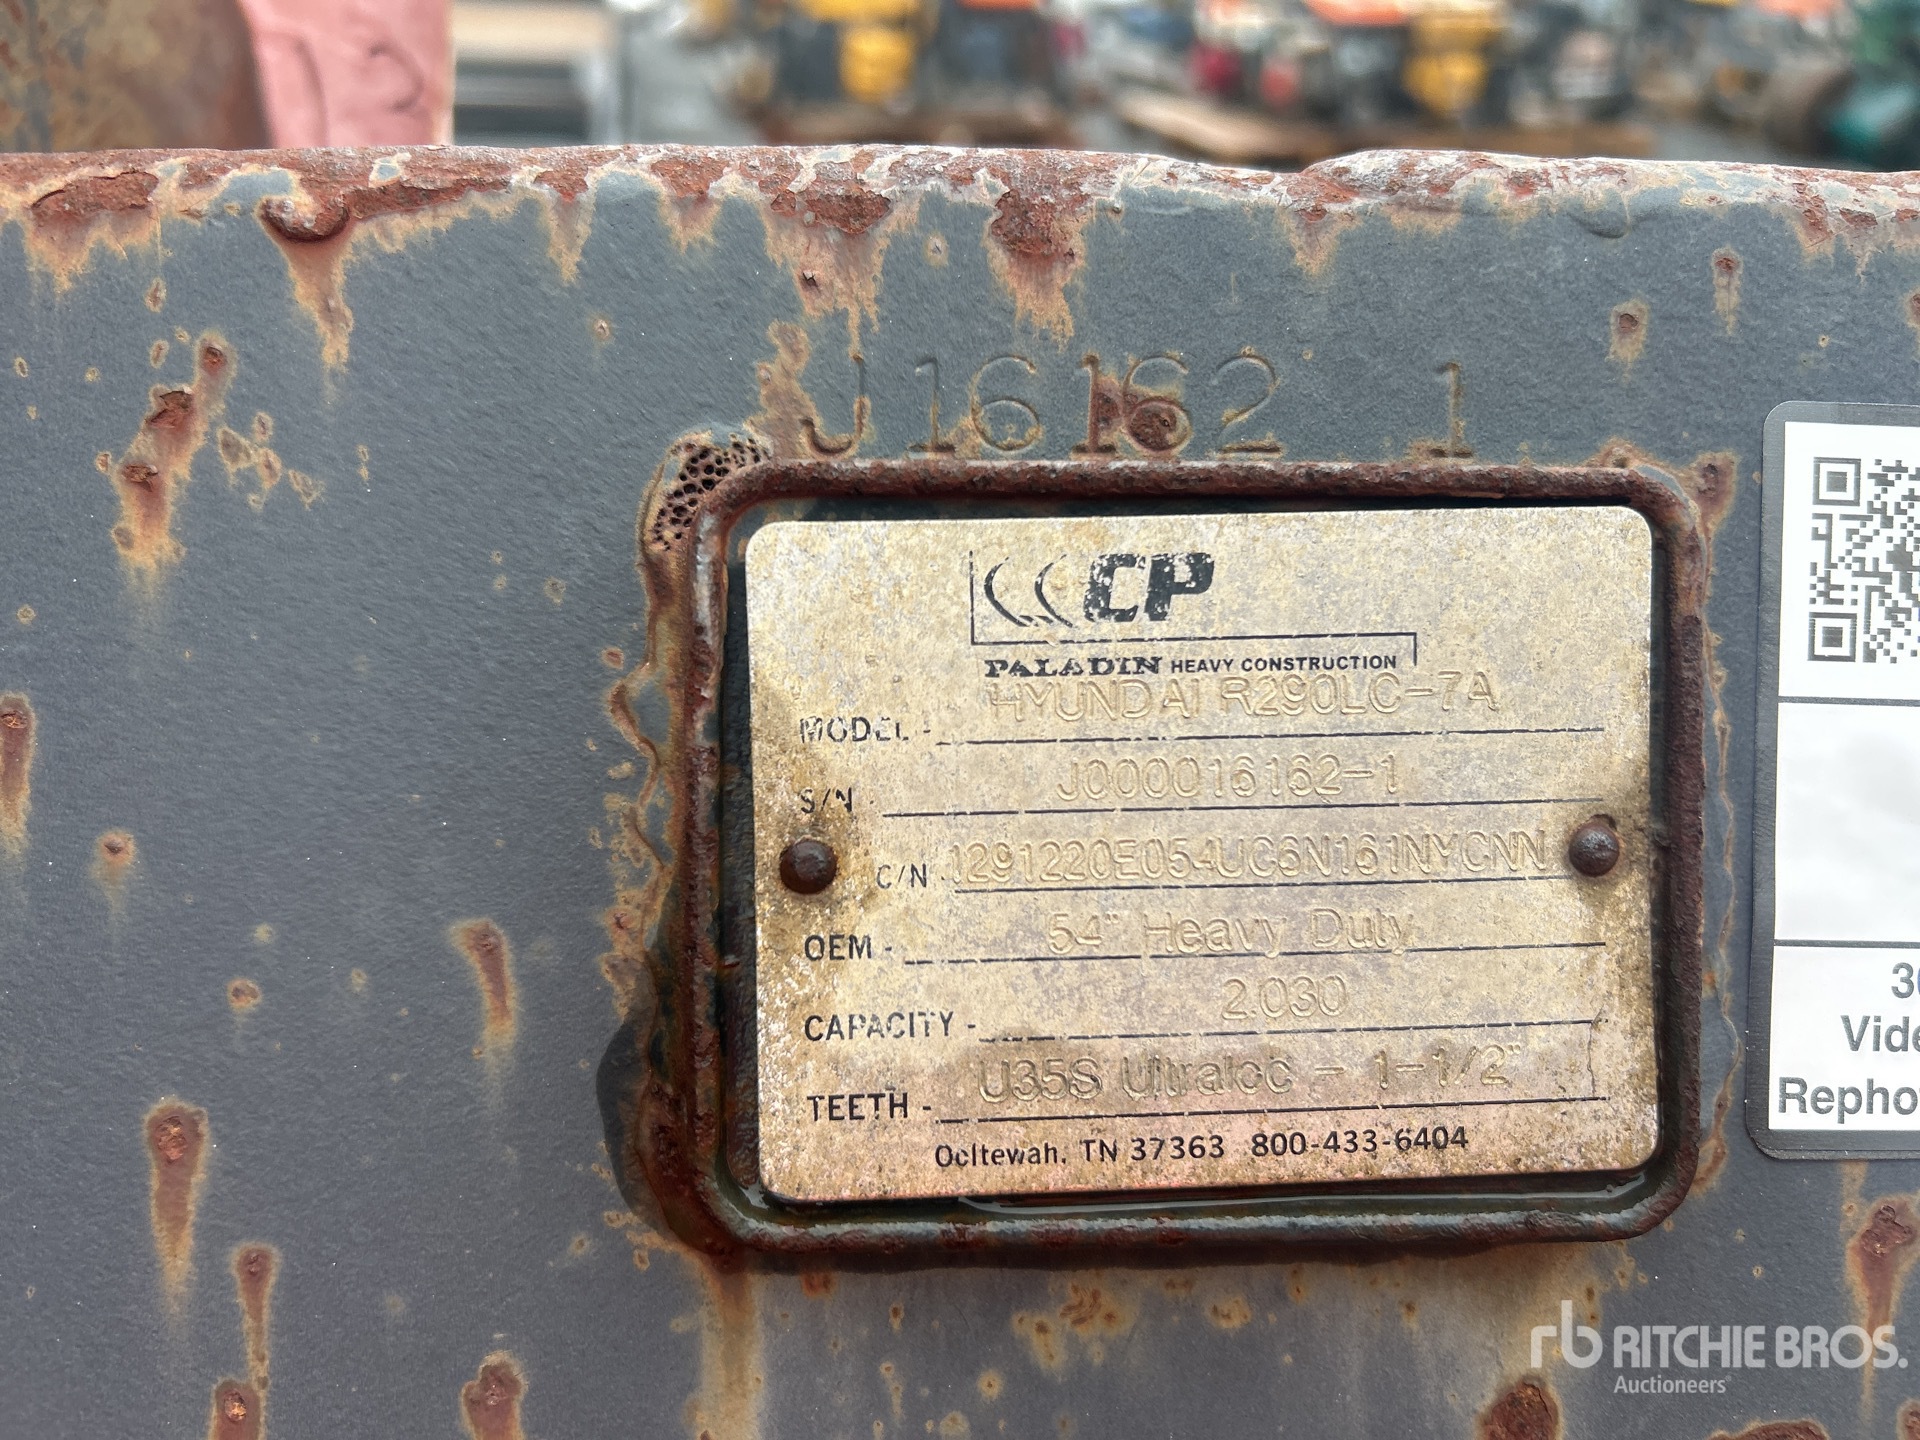 J16162 1
CP
PALADIN HEAVY CONSTRUCTION
MODEL - HYUNDAI R290LC-7A
S/N - J000016162-1
C/N - 1291220E054UC6N161NYCNN
OEM - 54" Heavy Duty
CAPACITY - 2.030
TEETH - U35S Ultraloc - 1-1/2"
Ooltewah, TN 37363 800-433-6404
Vide
Repho
rb RITCHIE BROS.
Auctioneers